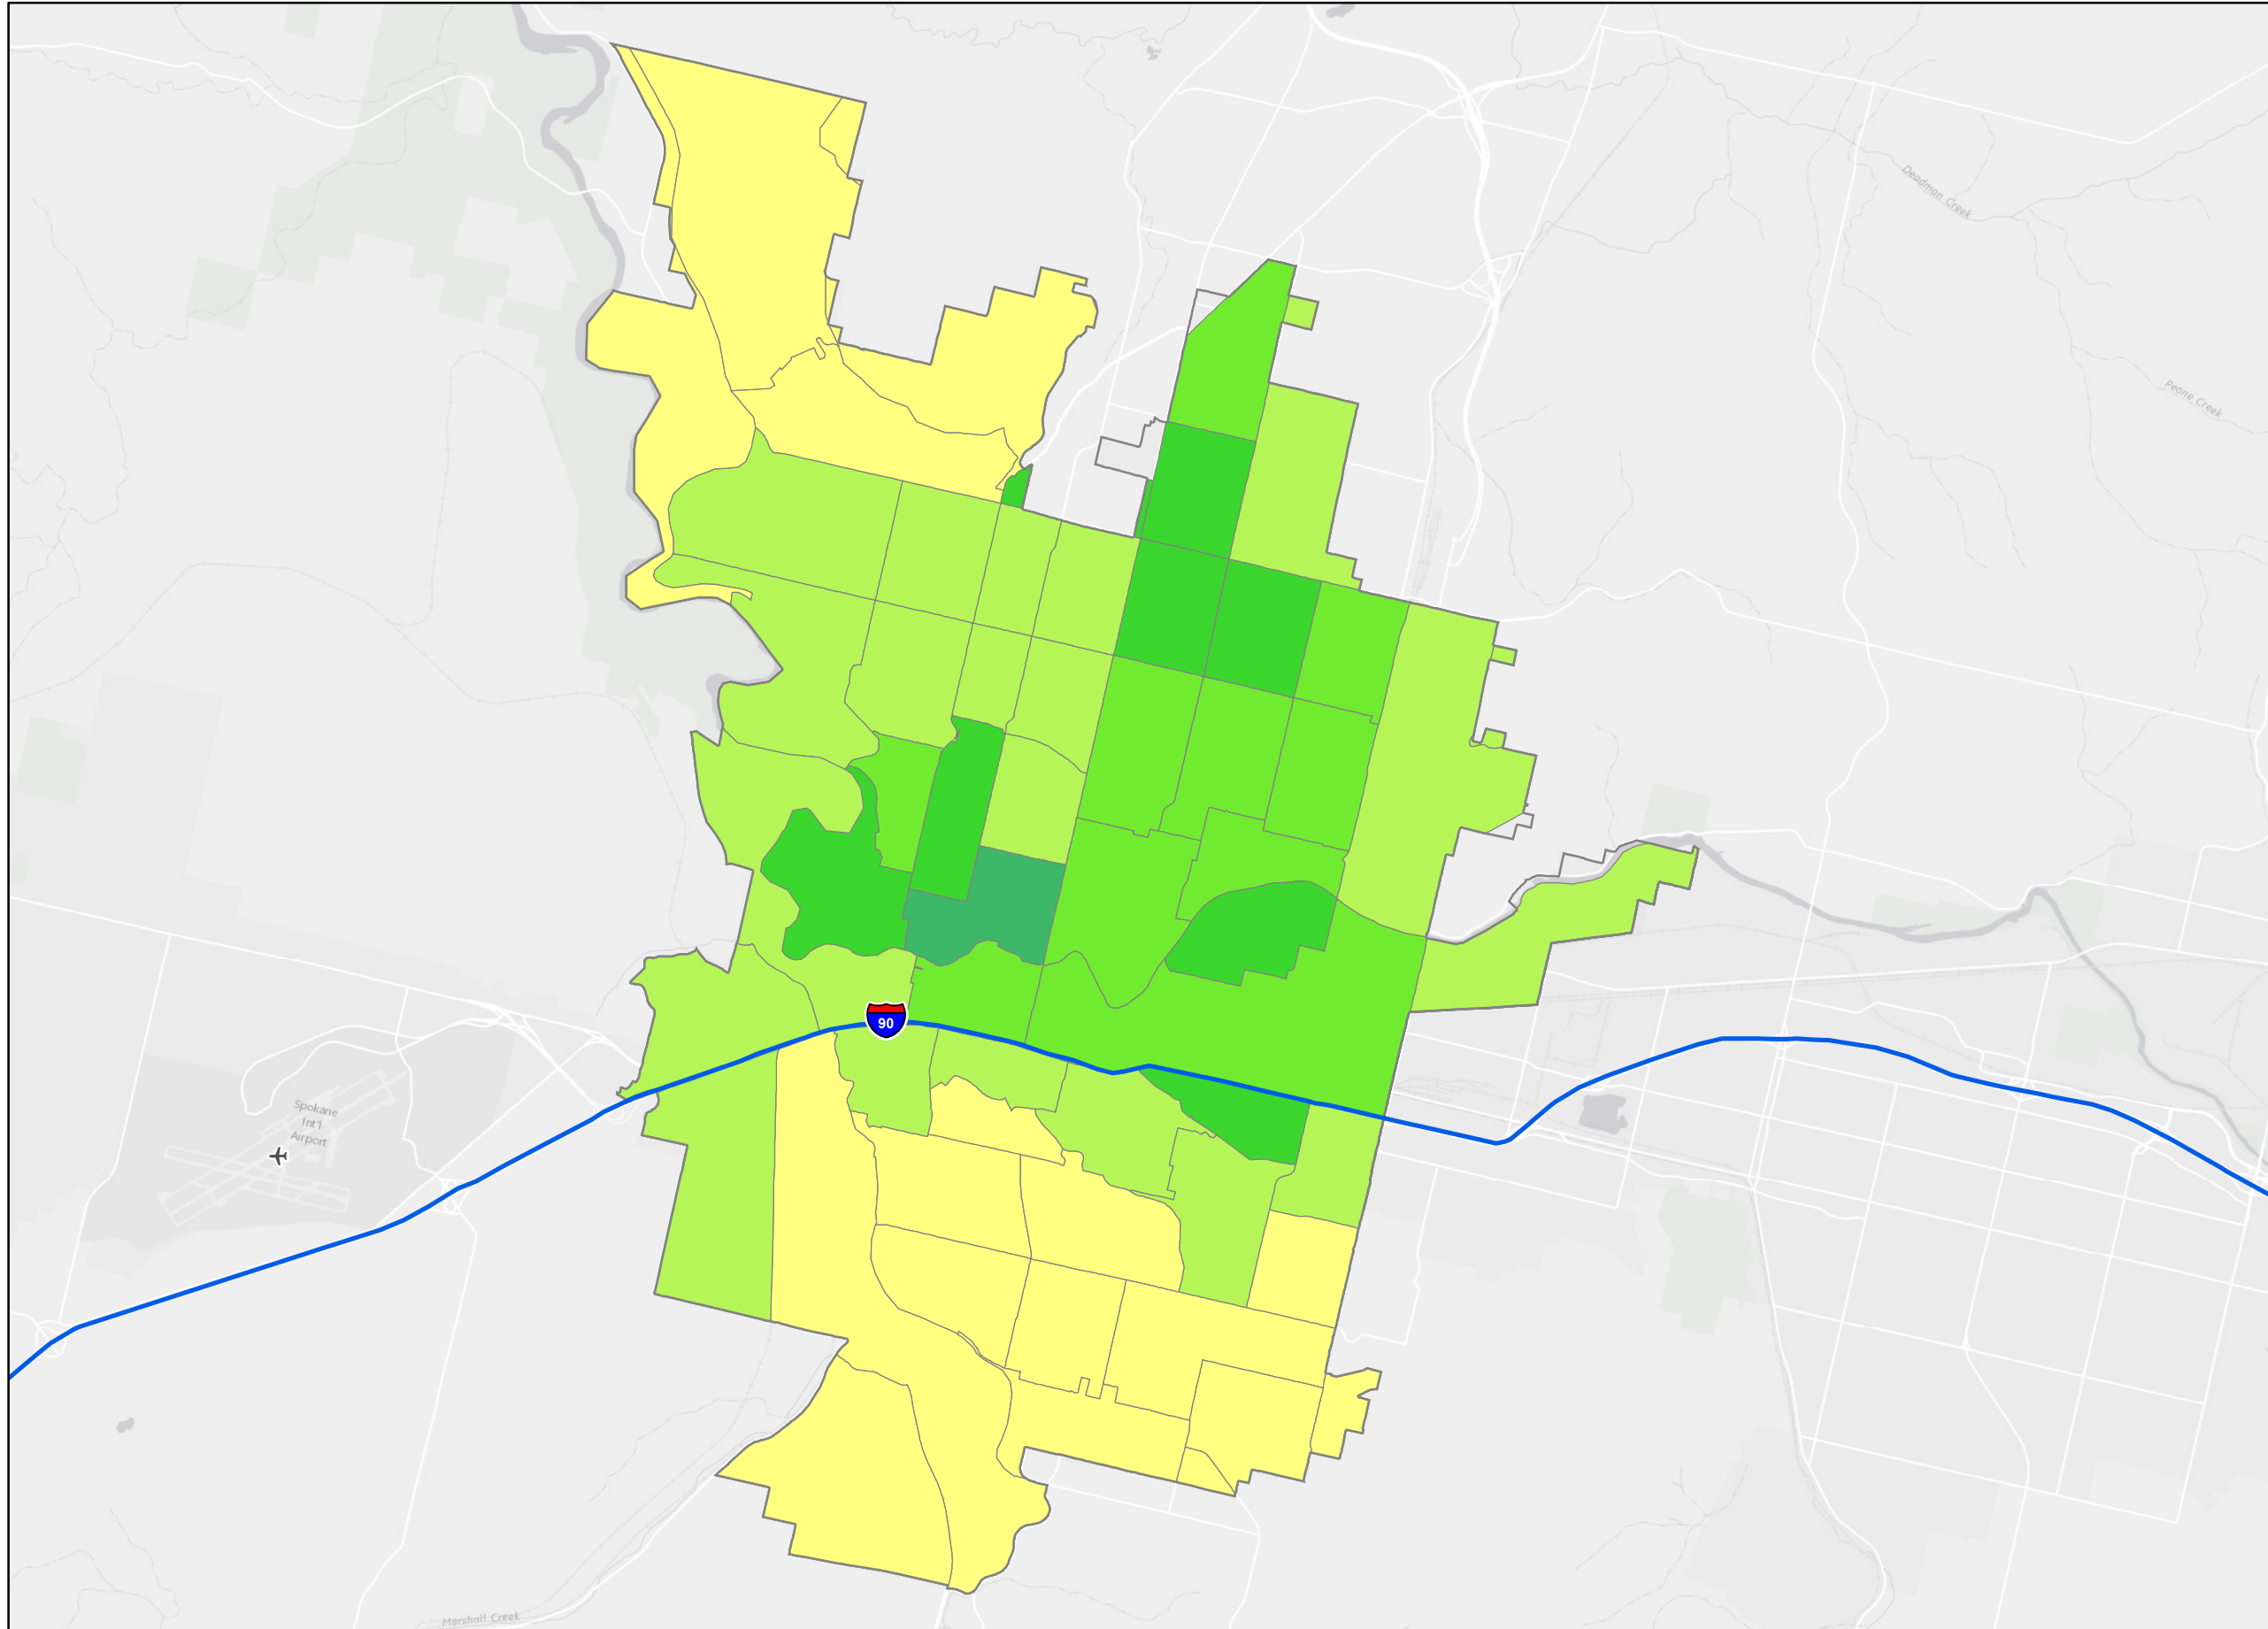 Deadman Creek
Peone Creek
90
Spokane
Int'l
Airport
Marshall Creek